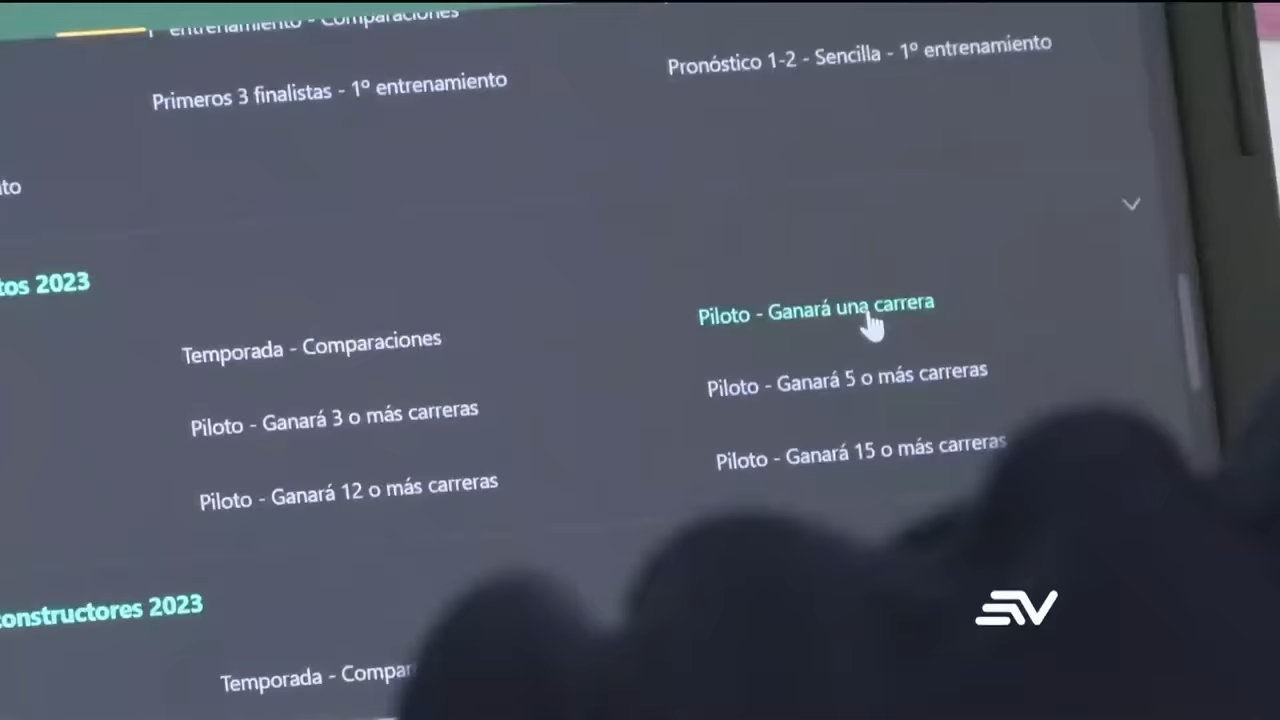 entrenamiento - Comparaciones
Primeros 3 finalistas - 1º entrenamiento
Pronóstico 1-2 - Sencilla - 1º entrenamiento
to
tos 2023
Piloto - Ganará una carrera
Temporada - Comparaciones
Piloto - Ganará 5 o más carreras
Piloto - Ganará 3 o más carreras
Piloto - Ganará 15 o más carreras
Piloto - Ganará 12 o más carreras
constructores 2023
Temporada - Compar